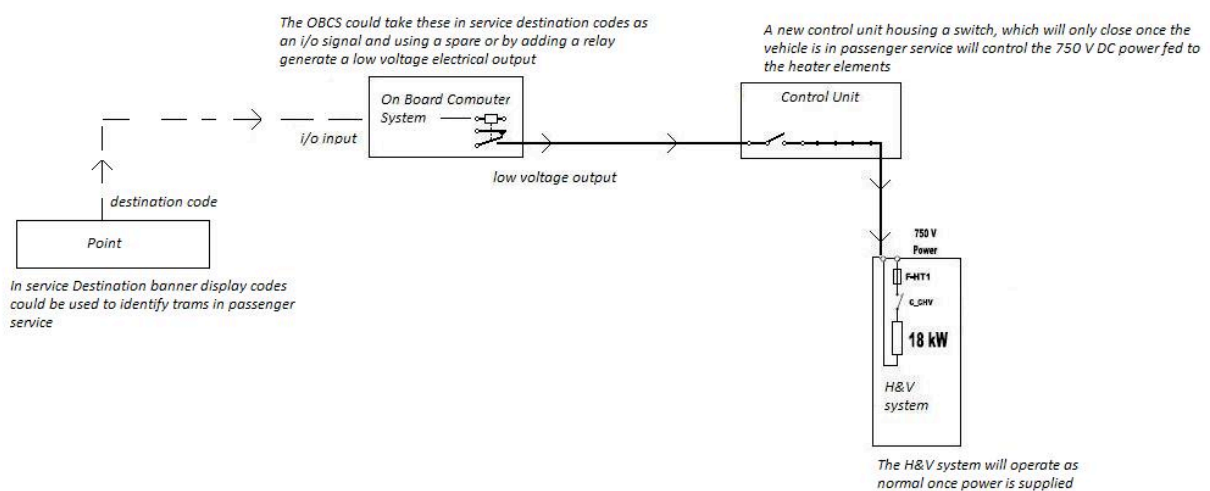 The OBCS could take these in service destination codes as
an i/o signal and using a spare or by adding a relay
generate a low voltage electrical output
A new control unit housing a switch, which will only close once the
vehicle is in passenger service will control the 750 V DC power fed to
the heater elements
On Board Computer
System
Control Unit
i/o input
low voltage output
destination code
Point
In service Destination banner display codes
could be used to identify trams in passenger
service
750 V
Power
F-HT1
C_CHV
18 kW
H&V
system
The H&V system will operate as
normal once power is supplied